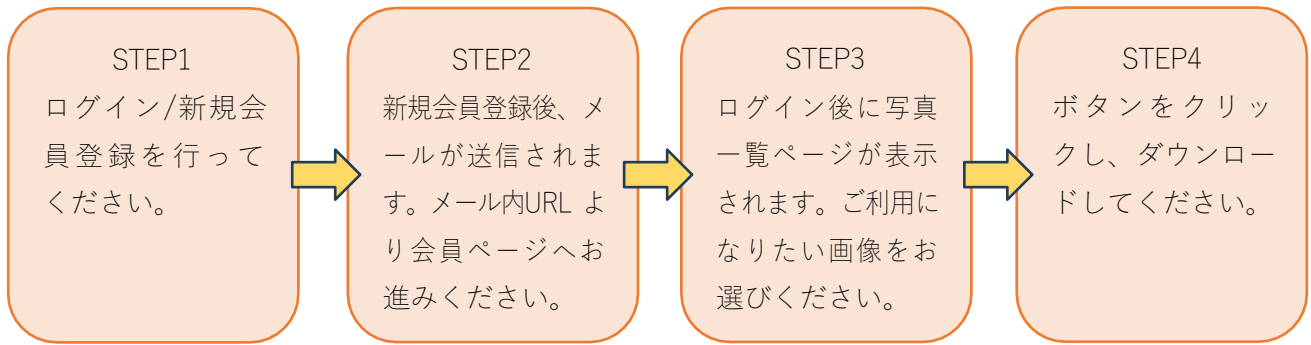 STEP1
ログイン/新規会
員登録を行って
ください。
STEP2
新規会員登録後、メ
ールが送信されま
す。メール内URL よ
り会員ページへお
進みください。
STEP3
ログイン後に写真
一覧ページが表示
されます。ご利用に
なりたい画像をお
選びください。
STEP4
ボタンをクリッ
クし、ダウンロー
ドしてください。